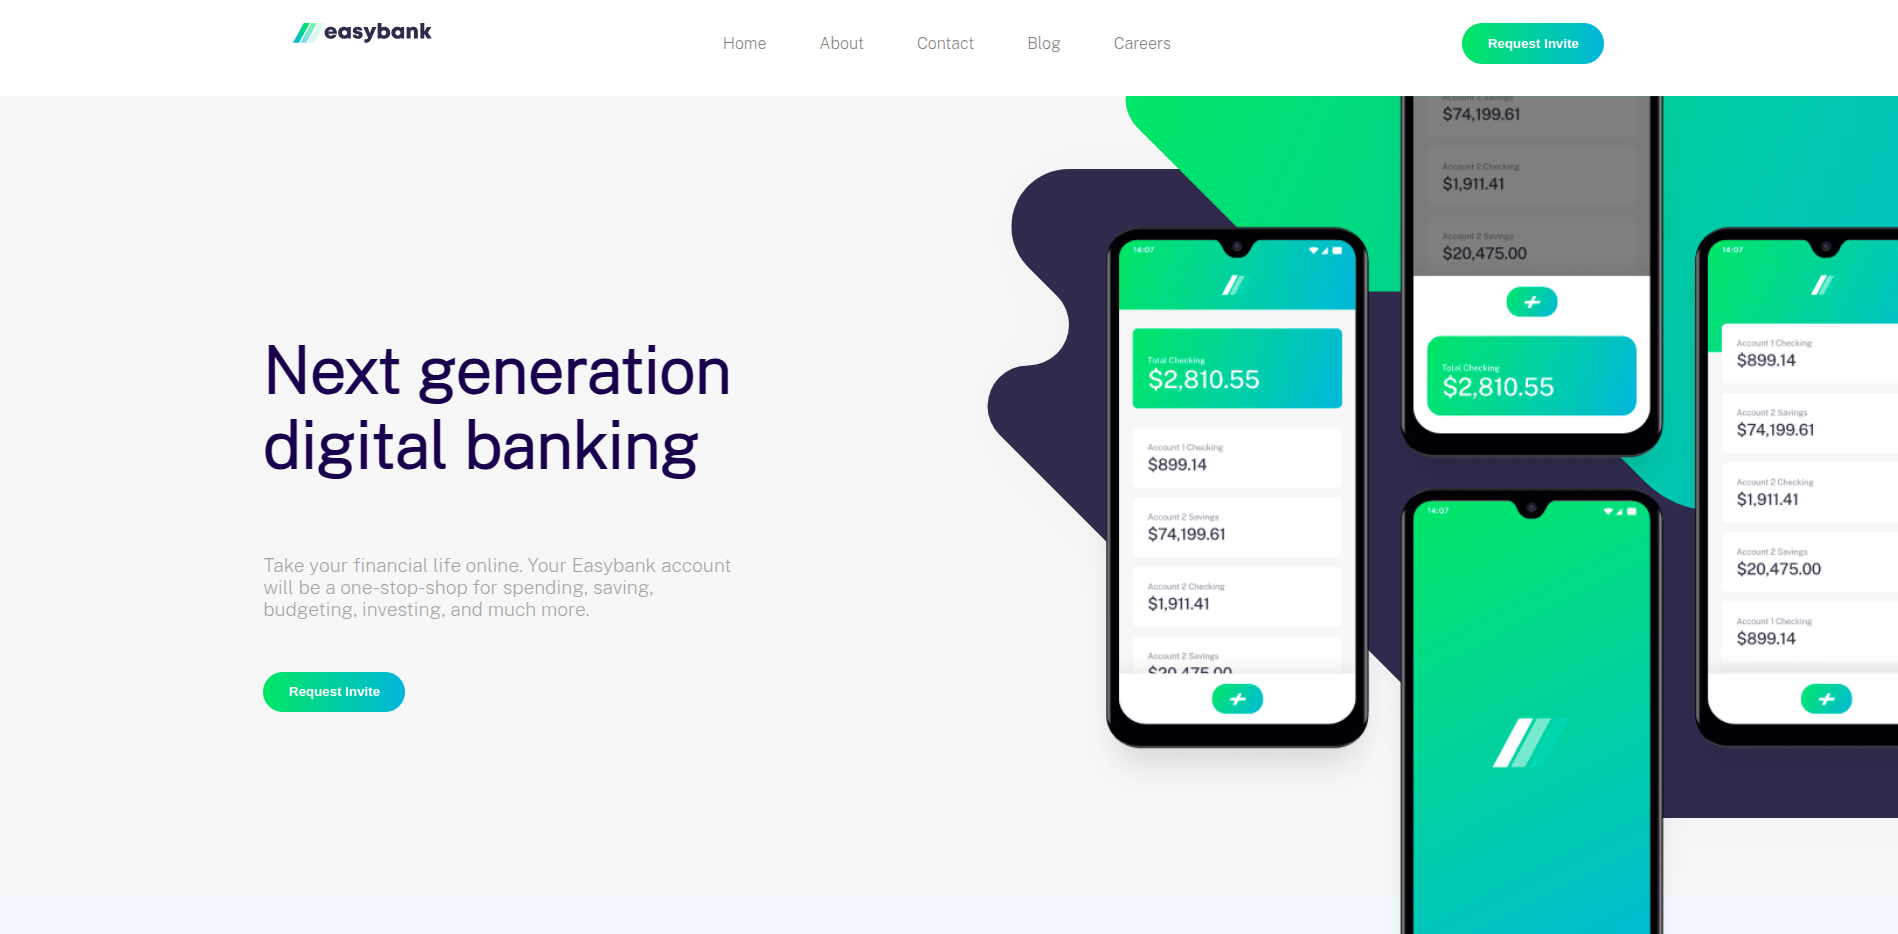 easybank
Home
About
Contact
Blog
Careers
Request Invite
Next generation
digital banking
Take your financial life online. Your Easybank account
will be a one-stop-shop for spending, saving,
budgeting, investing, and much more.
Request Invite
14:07
Total Checking
$2,810.55
Account 1 Checking
$899.14
Account 2 Savings
$74,199.61
Account 2 Checking
$1,911.41
Account 2 Savings
$20,475.00
Account 2 Savings
$74,199.61
Account 2 Checking
$1,911.41
Account 2 Savings
$20,475.00
Total Checking
$2,810.55
14:07
14:07
Account 1 Checking
$899.14
Account 2 Savings
$74,199.61
Account 2 Checking
$1,911.41
Account 2 Savings
$20,475.00
Account 1 Checking
$899.14